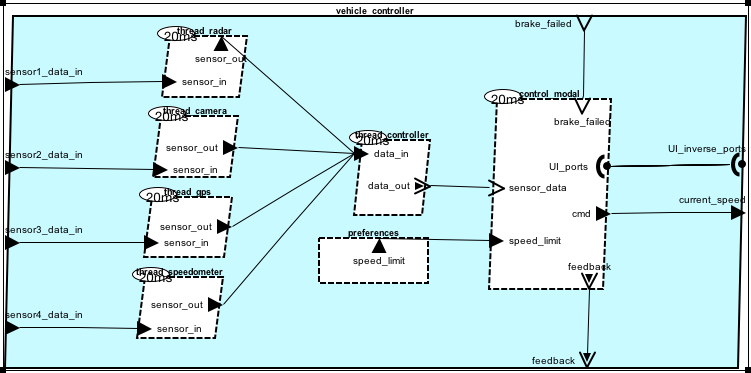 vehicle_controller
brake_failed
20ms
thread_radar
sensor_out
sensor1_data_in
sensor_in
20ms
control_modal
brake_failed
20ms
thread_camera
sensor_out
sensor2_data_in
sensor_in
20ms
thread_controller
data_in
data_out
UI_ports
UI_inverse_ports
sensor_data
20ms
thread_gps
sensor_out
sensor3_data_in
sensor_in
cmd
current_speed
preferences
speed_limit
speed_limit
20ms
thread_speedometer
sensor_out
sensor4_data_in
sensor_in
feedback
feedback